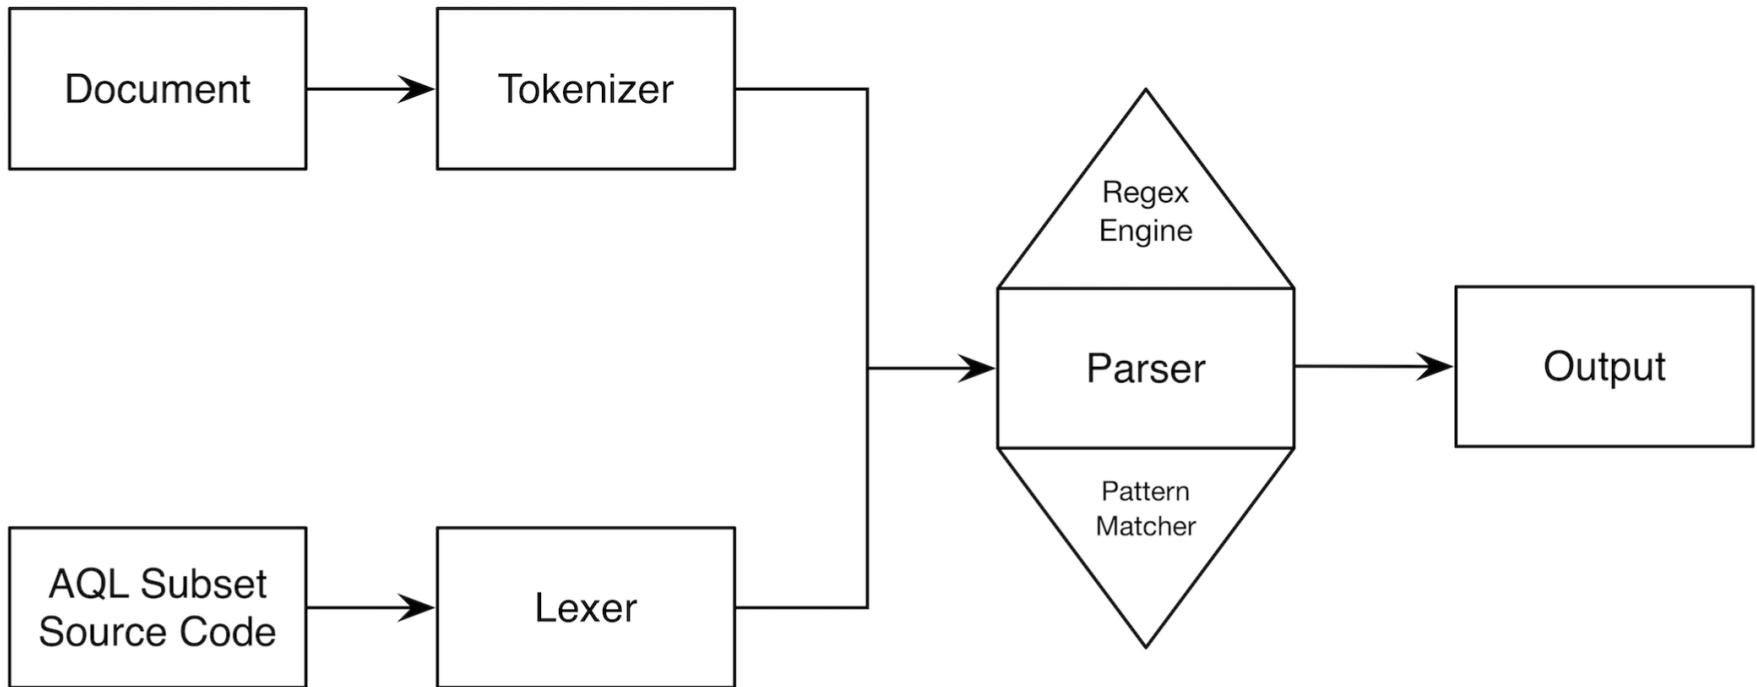 Document
Tokenizer
Regex
Engine
Parser
Output
Pattern
Matcher
AQL Subset
Source Code
Lexer